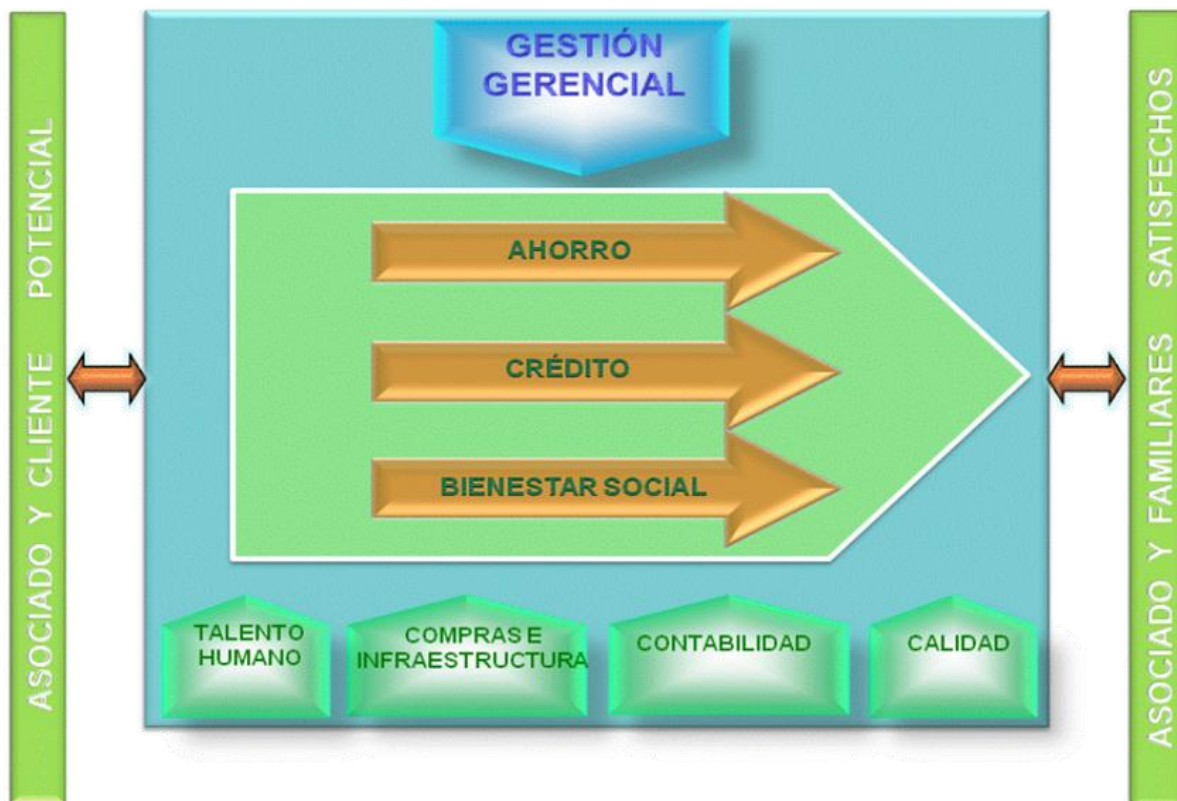 ASOCIADO Y CLIENTE POTENCIAL
GESTIÓN
GERENCIAL
AHORRO
CRÉDITO
BIENESTAR SOCIAL
TALENTO
HUMANO
COMPRAS E
INFRAESTRUCTURA
CONTABILIDAD
CALIDAD
ASOCIADO Y FAMILIARES SATISFECHOS